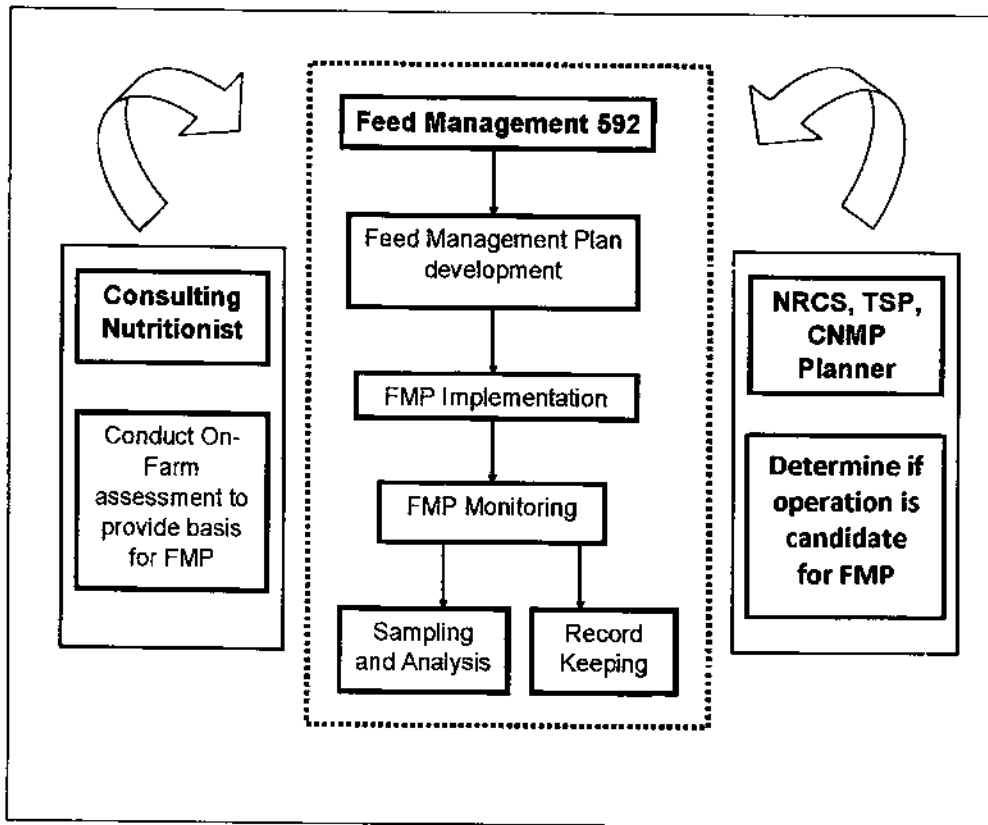 Feed Management 592
Feed Management Plan
development
FMP Implementation
FMP Monitoring
Sampling
and Analysis
Record
Keeping
Consulting
Nutritionist
Conduct On-
Farm
assessment to
provide basis
for FMP
NRCS, TSP,
CNMP
Planner
Determine if
operation is
candidate
for FMP